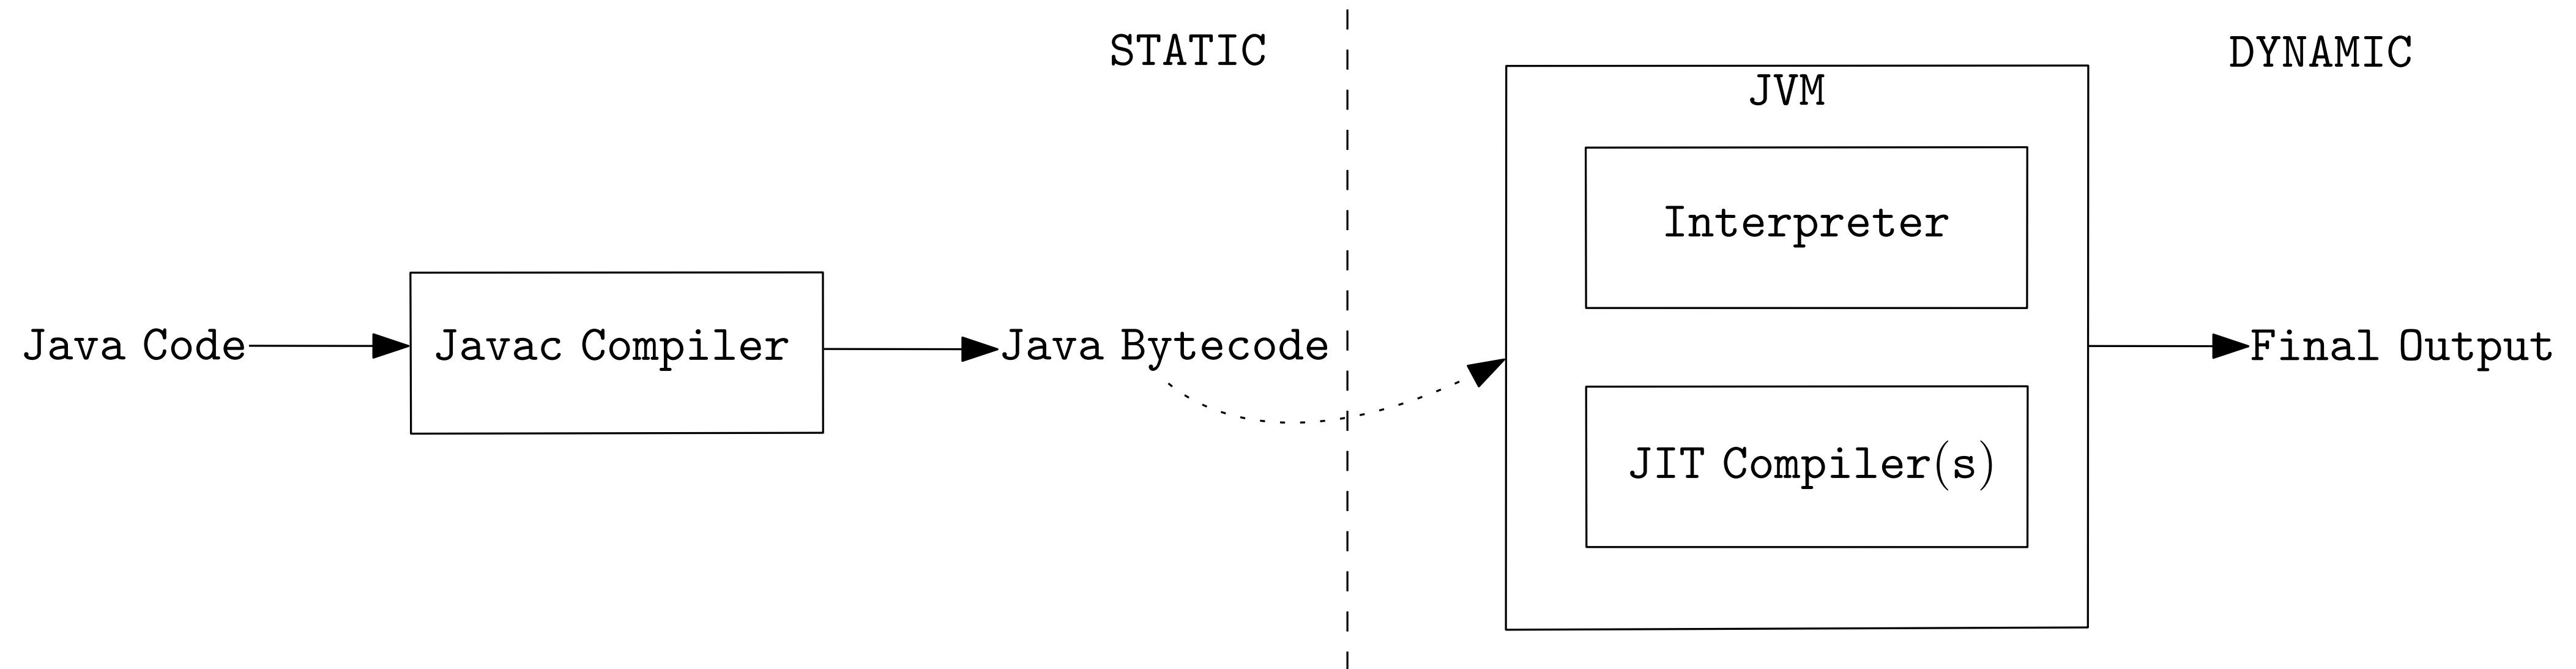 STATIC
DYNAMIC
JVM
Interpreter
Java Code
Javac Compiler
Java Bytecode
Final Output
JIT Compiler(s)